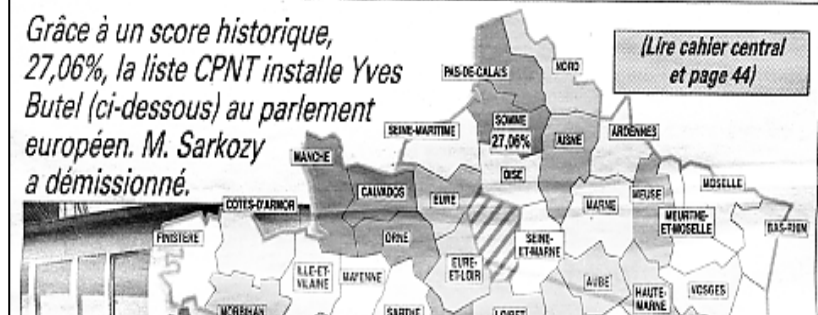 Grâce à un score historique,
27,06%, la liste CPNT installe Yves
Butel (ci-dessous) au parlement
européen. M. Sarkozy
a démissionné.
(Lire cahier central
et page 44)
NORD
PAS-DE-CALAIS
SOMME
27,06%
SEINE-MARITIME
AISNE
ARDENNES
MANCHE
OISE
CALVADOS
EURE
MARNE
MEUSE
MOSELLE
COTES-D'ARMOR
MEURTHE-
ET-MOSELLE
BAS-RHIN
FINISTERE
ORNE
SEINE-
ET-MARNE
ILLE-ET-
VILAINE
MAYENNE
EURE-
ET-LOIR
AUBE
HAUTE-
MARNE
VOSGES
MORBIHAN
SARTHE
LOIRET